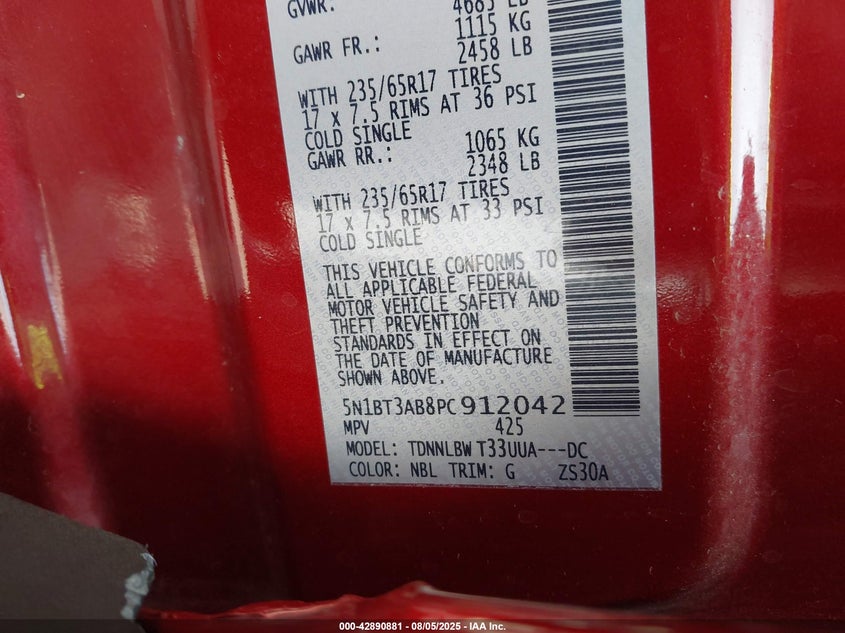 GVWR: 4685 LB
1115 KG
GAWR FR.: 2458 LB
WITH 235/65R17 TIRES
17 x 7.5 RIMS AT 36 PSI
COLD SINGLE
1065 KG
GAWR RR.: 2348 LB
WITH 235/65R17 TIRES
17 x 7.5 RIMS AT 33 PSI
COLD SINGLE
THIS VEHICLE CONFORMS TO
ALL APPLICABLE FEDERAL
MOTOR VEHICLE SAFETY AND
THEFT PREVENTION
STANDARDS IN EFFECT ON
THE DATE OF MANUFACTURE
SHOWN ABOVE.
5N1BT3AB8PC912042
MPV 425
MODEL: TDNNLBW T33UUA---DC
COLOR: NBL TRIM: G ZS30A
000-42890881 / 08/05/2025 - © IAA Inc.